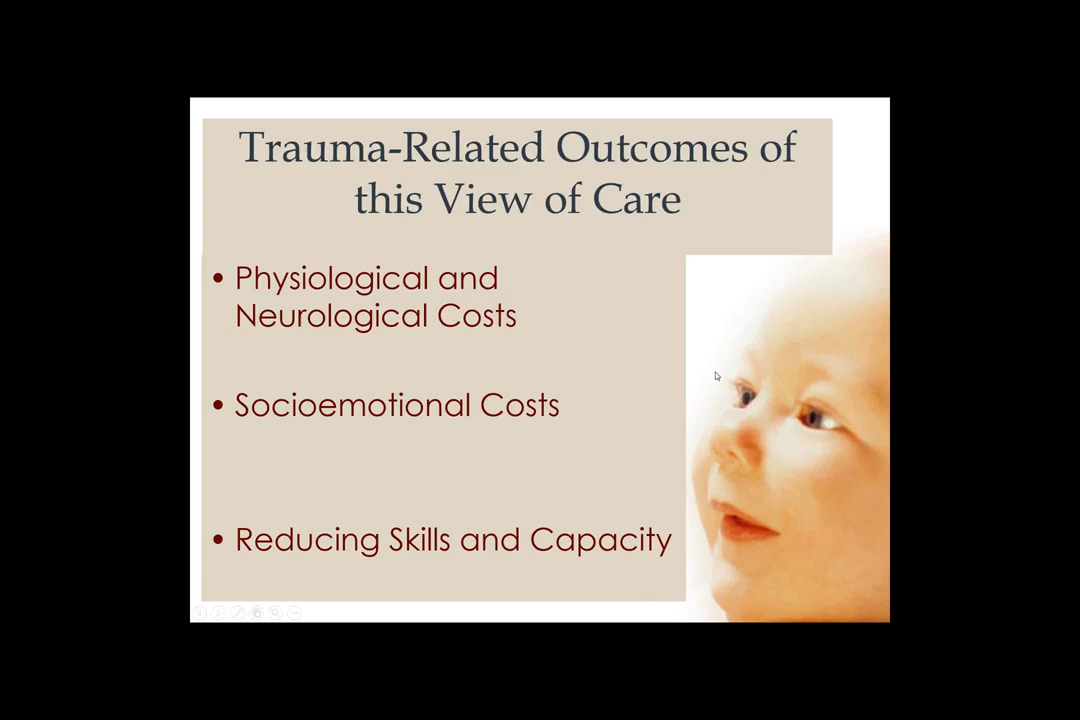 Trauma-Related Outcomes of
this View of Care
• Physiological and
Neurological Costs
• Socioemotional Costs
• Reducing Skills and Capacity